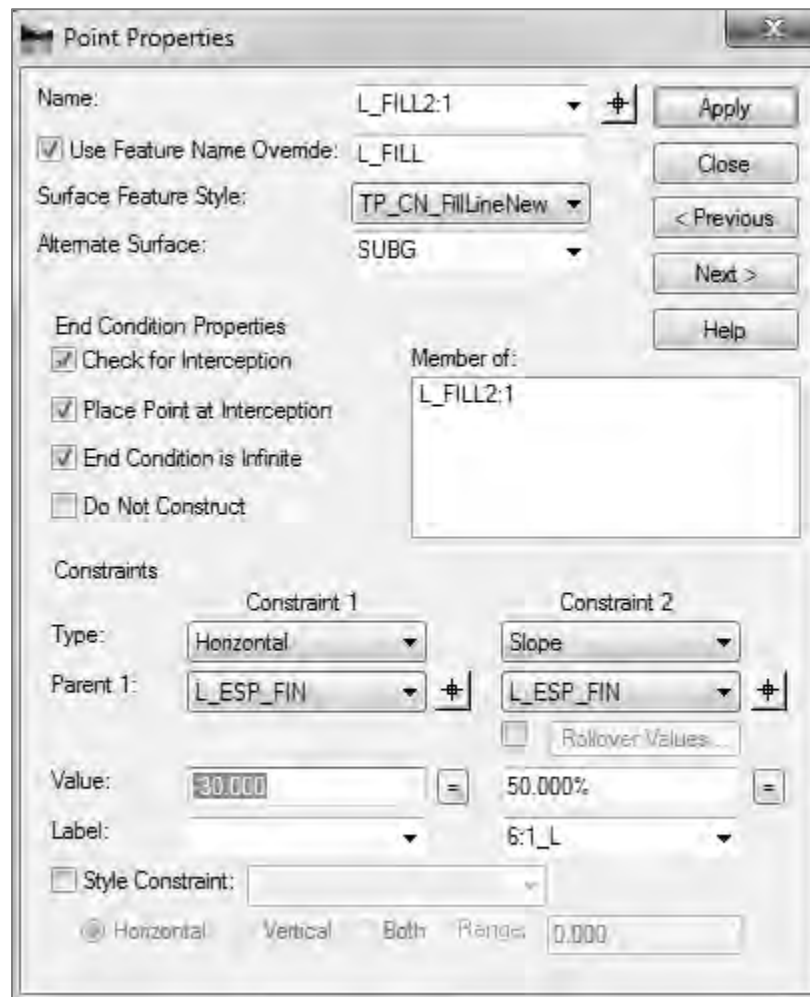 Point Properties
Name: L_FILL2:1 Apply
Use Feature Name Override: L_FILL Close
Surface Feature Style: TP_CN_FillLineNew < Previous
Alternate Surface: SUBG Next >
End Condition Properties Help
Check for Interception Member of:
Place Point at Interception L_FILL2:1
End Condition is Infinite
Do Not Construct
Constraints
Constraint 1 Constraint 2
Type: Horizontal Slope
Parent 1: L_ESP_FIN L_ESP_FIN
Rollover Values...
Value: -30.000 = 50.000% =
Label: 6:1_L
Style Constraint:
Horizontal Vertical Both Range: 0.000